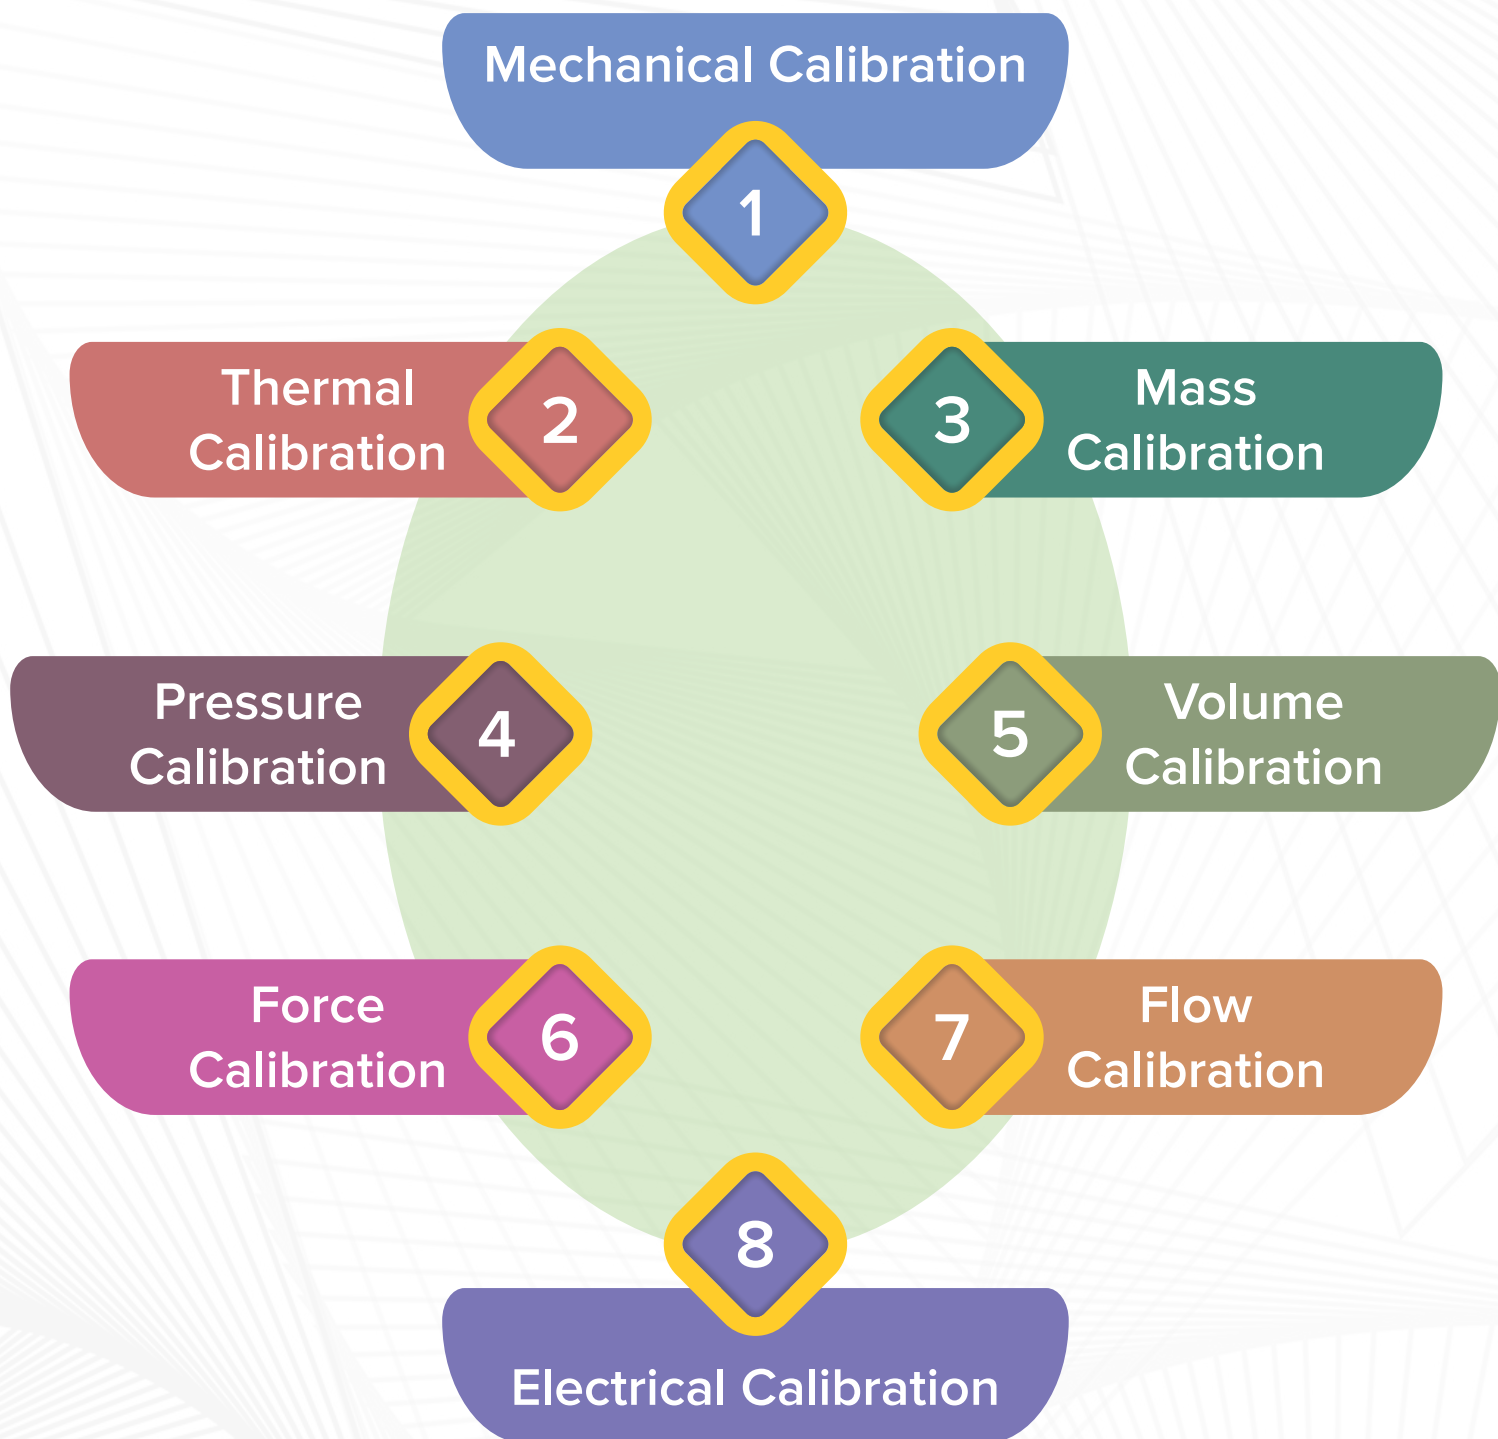 Mechanical Calibration
1
Thermal
Calibration
2
3
Mass
Calibration
Pressure
Calibration
4
5
Volume
Calibration
Force
Calibration
6
7
Flow
Calibration
8
Electrical Calibration